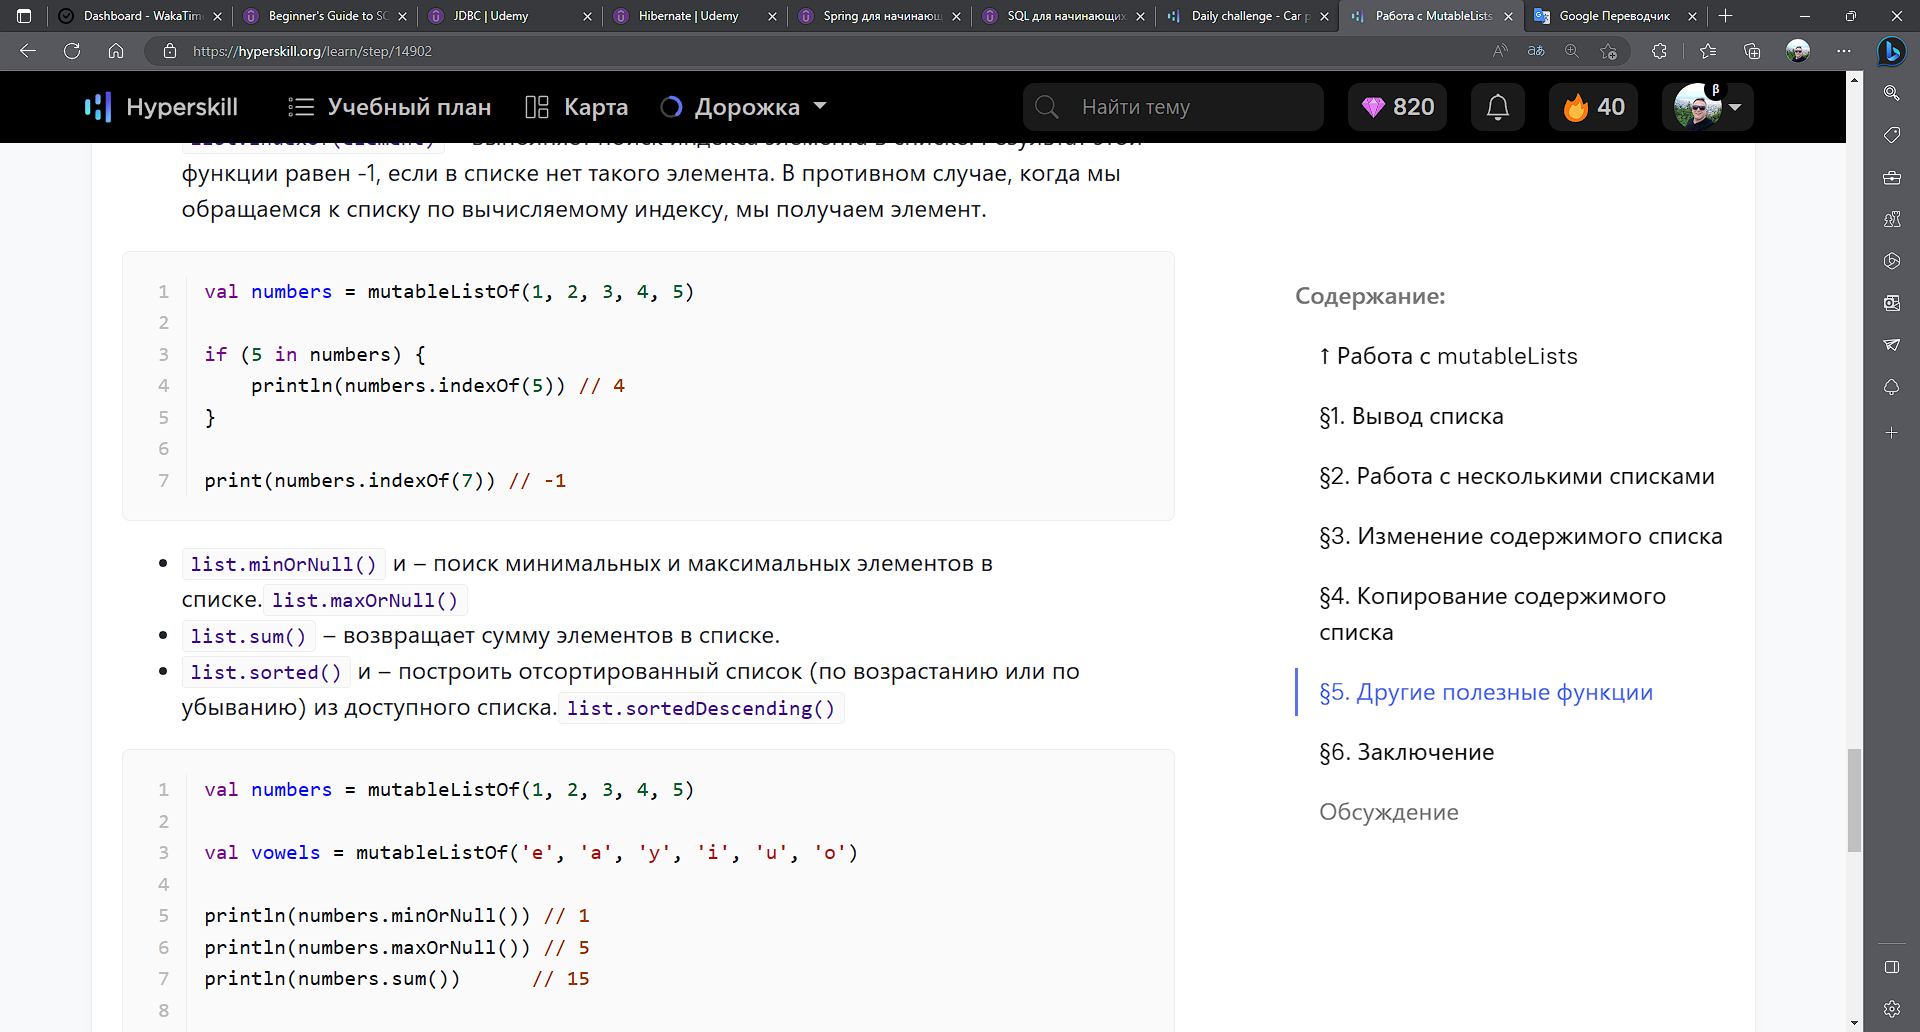 Dashboard - WakaTim
Beginner's Guide to SC
JDBC | Udemy
Hibernate | Udemy
Spring для начинающ
SQL для начинающих
Daily challenge - Car p
Работа с MutableLists
Google Переводчик
https://hyperskill.org/learn/step/14902
Hyperskill
Учебный план
Карта
Дорожка
Найти тему
820
40
β
функции равен -1, если в списке нет такого элемента. В противном случае, когда мы
обращаемся к списку по вычисляемому индексу, мы получаем элемент.
1 val numbers = mutableListOf(1, 2, 3, 4, 5)
2
3 if (5 in numbers) {
4     println(numbers.indexOf(5)) // 4
5 }
6
7 print(numbers.indexOf(7)) // -1
list.minOrNull() и – поиск минимальных и максимальных элементов в
списке. list.maxOrNull()
list.sum() – возвращает сумму элементов в списке.
list.sorted() и – построить отсортированный список (по возрастанию или по
убыванию) из доступного списка. list.sortedDescending()
1 val numbers = mutableListOf(1, 2, 3, 4, 5)
2
3 val vowels = mutableListOf('e', 'a', 'y', 'i', 'u', 'o')
4
5 println(numbers.minOrNull()) // 1
6 println(numbers.maxOrNull()) // 5
7 println(numbers.sum())      // 15
8
Содержание:
↑ Работа с mutableLists
§1. Вывод списка
§2. Работа с несколькими списками
§3. Изменение содержимого списка
§4. Копирование содержимого
списка
§5. Другие полезные функции
§6. Заключение
Обсуждение